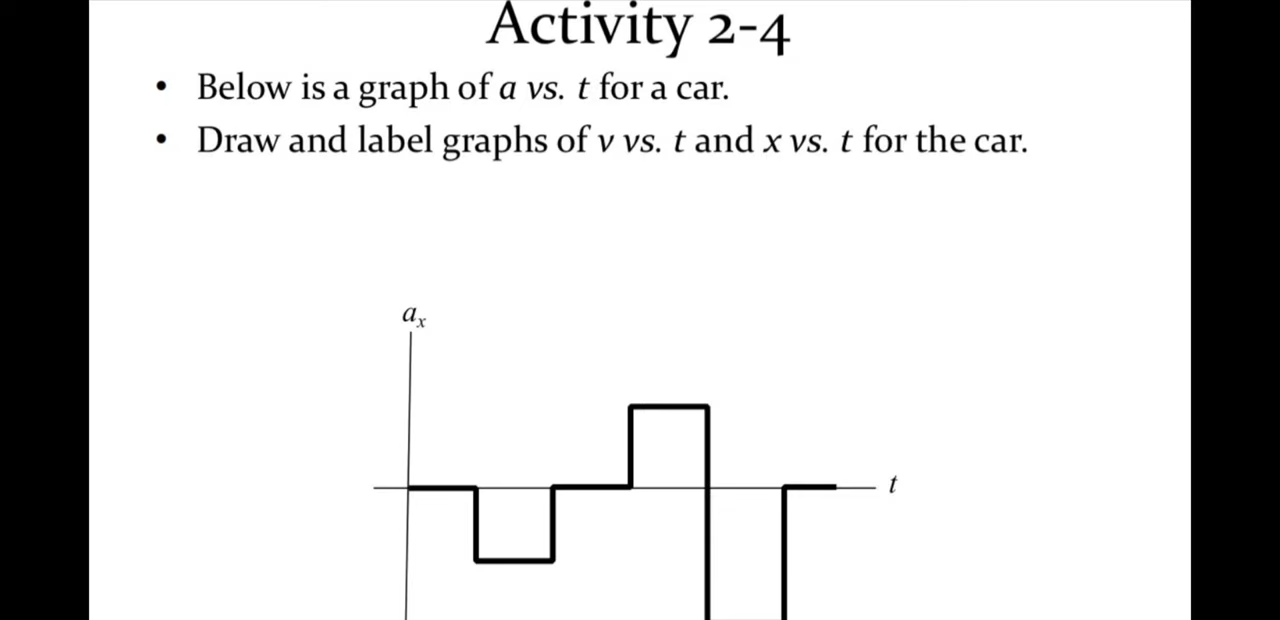 Activity 2-4
• Below is a graph of a vs. t for a car.
• Draw and label graphs of v vs. t and x vs. t for the car.
aₓ
t